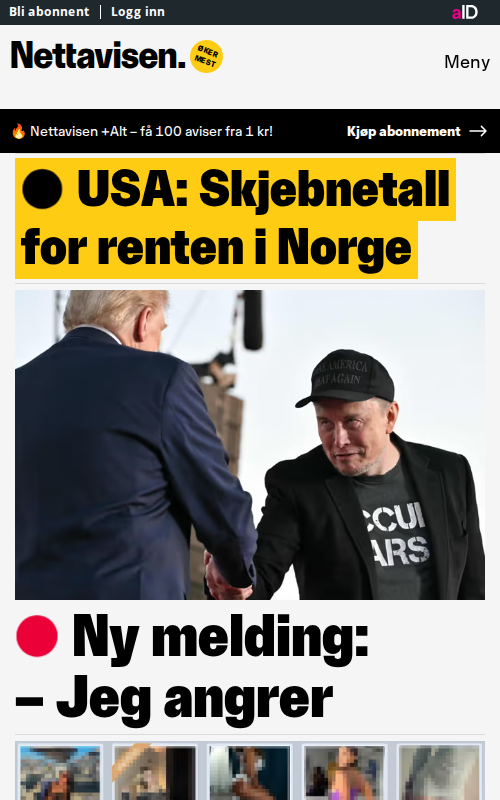 Bli abonnent | Logg inn
aID
Nettavisen.
ØKER
MEST
Meny
🔥 Nettavisen +Alt – få 100 aviser fra 1 kr!
Kjøp abonnement →
USA: Skjebnetall
for renten i Norge
AMERICA
AGAIN
CCU
ARS
Ny melding:
– Jeg angrer